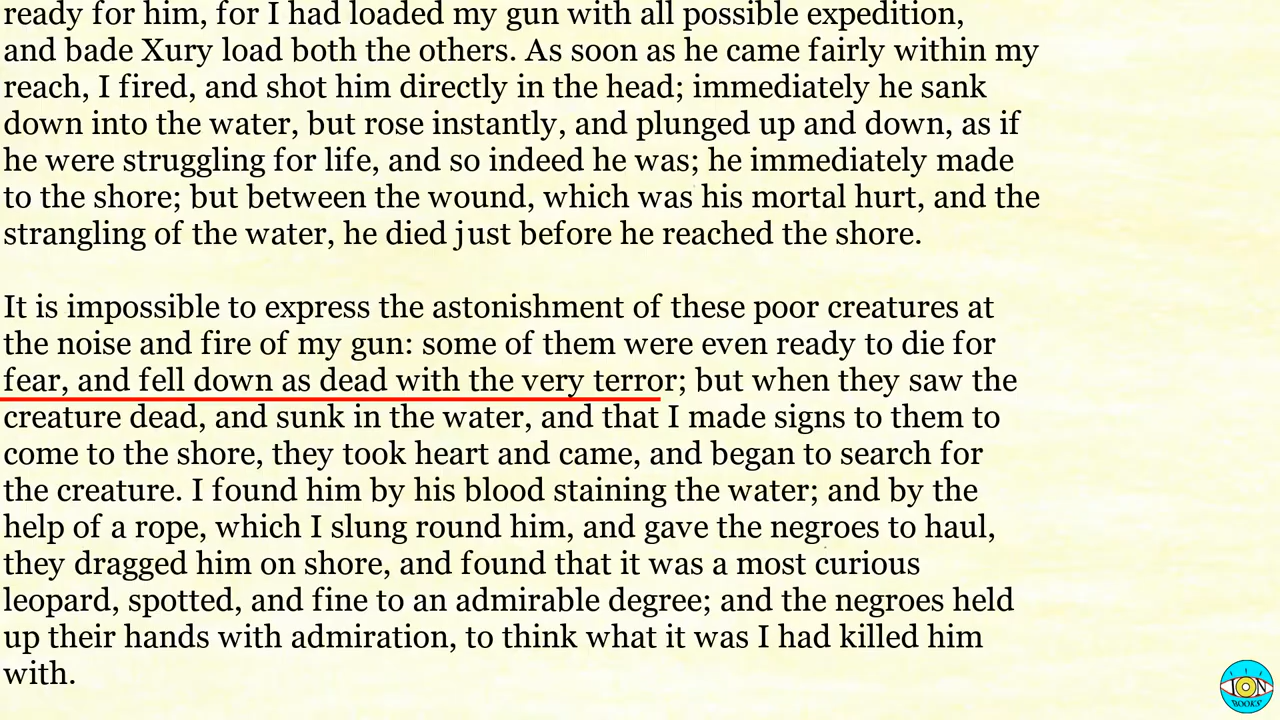 ready for him, for I had loaded my gun with all possible expedition,
and bade Xury load both the others. As soon as he came fairly within my
reach, I fired, and shot him directly in the head; immediately he sank
down into the water, but rose instantly, and plunged up and down, as if
he were struggling for life, and so indeed he was; he immediately made
to the shore; but between the wound, which was his mortal hurt, and the
strangling of the water, he died just before he reached the shore.
It is impossible to express the astonishment of these poor creatures at
the noise and fire of my gun: some of them were even ready to die for
fear, and fell down as dead with the very terror; but when they saw the
creature dead, and sunk in the water, and that I made signs to them to
come to the shore, they took heart and came, and began to search for
the creature. I found him by his blood staining the water; and by the
help of a rope, which I slung round him, and gave the negroes to haul,
they dragged him on shore, and found that it was a most curious
leopard, spotted, and fine to an admirable degree; and the negroes held
up their hands with admiration, to think what it was I had killed him
with.
ION
BOOKS